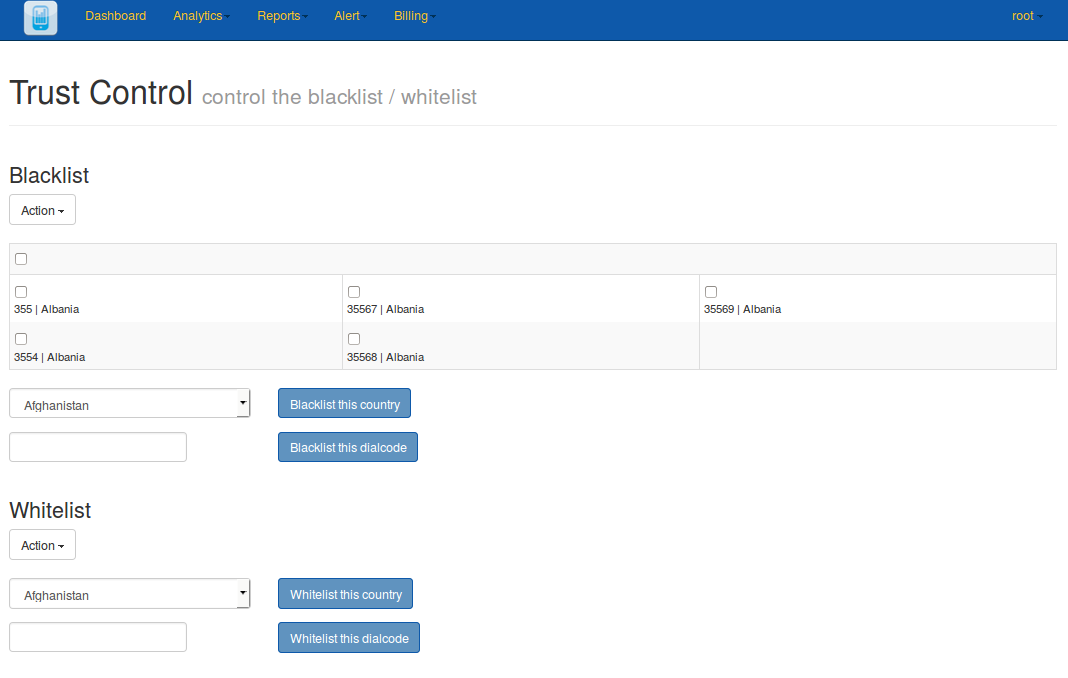 Dashboard Analytics Reports Alert Billing root
Trust Control control the blacklist / whitelist
Blacklist
Action
355 | Albania 35567 | Albania 35569 | Albania
3554 | Albania 35568 | Albania
Afghanistan Blacklist this country
Blacklist this dialcode
Whitelist
Action
Afghanistan Whitelist this country
Whitelist this dialcode